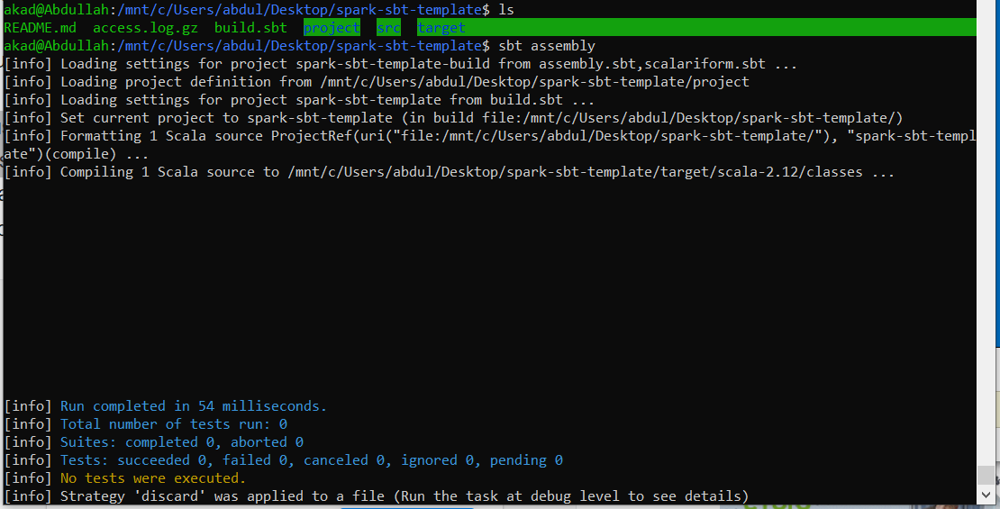 akad@Abdullah:/mnt/c/Users/abdul/Desktop/spark-sbt-template$ ls
README.md  access.log.gz  build.sbt  project  src  target
akad@Abdullah:/mnt/c/Users/abdul/Desktop/spark-sbt-template$ sbt assembly
[info] Loading settings for project spark-sbt-template-build from assembly.sbt,scalariform.sbt ...
[info] Loading project definition from /mnt/c/Users/abdul/Desktop/spark-sbt-template/project
[info] Loading settings for project spark-sbt-template from build.sbt ...
[info] Set current project to spark-sbt-template (in build file:/mnt/c/Users/abdul/Desktop/spark-sbt-template/)
[info] Formatting 1 Scala source ProjectRef(uri("file:/mnt/c/Users/abdul/Desktop/spark-sbt-template/"), "spark-sbt-templ
ate")(compile) ...
[info] Compiling 1 Scala source to /mnt/c/Users/abdul/Desktop/spark-sbt-template/target/scala-2.12/classes ...
[info] Run completed in 54 milliseconds.
[info] Total number of tests run: 0
[info] Suites: completed 0, aborted 0
[info] Tests: succeeded 0, failed 0, canceled 0, ignored 0, pending 0
[info] No tests were executed.
[info] Strategy 'discard' was applied to a file (Run the task at debug level to see details)